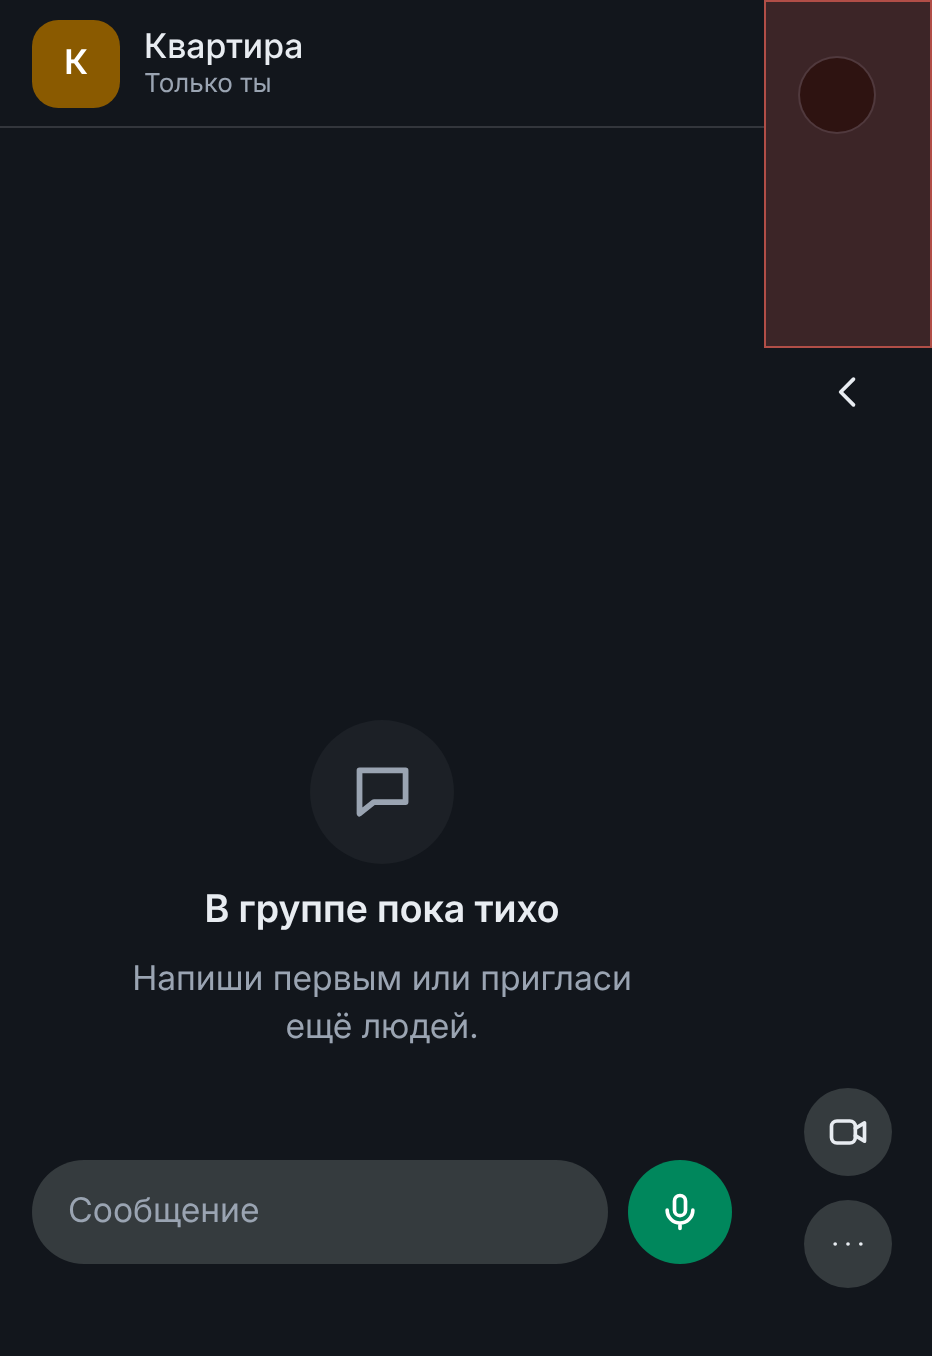 К
Квартира
Только ты
В группе пока тихо
Напиши первым или пригласи
ещё людей.
Сообщение